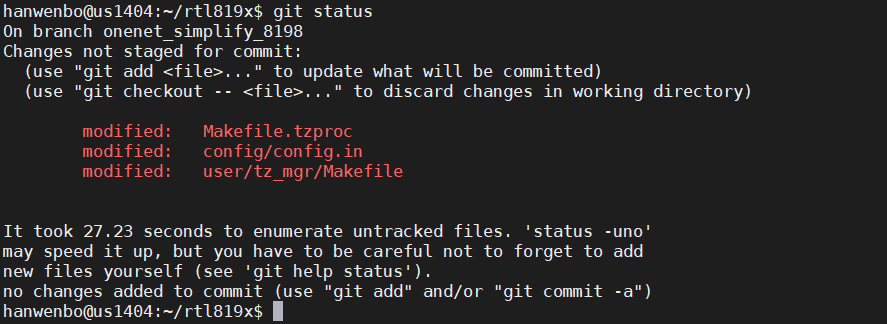 hanwenbo@us1404:~/rtl819x$ git status
On branch onenet_simplify_8198
Changes not staged for commit:
  (use "git add <file>..." to update what will be committed)
  (use "git checkout -- <file>..." to discard changes in working directory)
        modified:   Makefile.tzproc
        modified:   config/config.in
        modified:   user/tz_mgr/Makefile
It took 27.23 seconds to enumerate untracked files. 'status -uno'
may speed it up, but you have to be careful not to forget to add
new files yourself (see 'git help status').
no changes added to commit (use "git add" and/or "git commit -a")
hanwenbo@us1404:~/rtl819x$